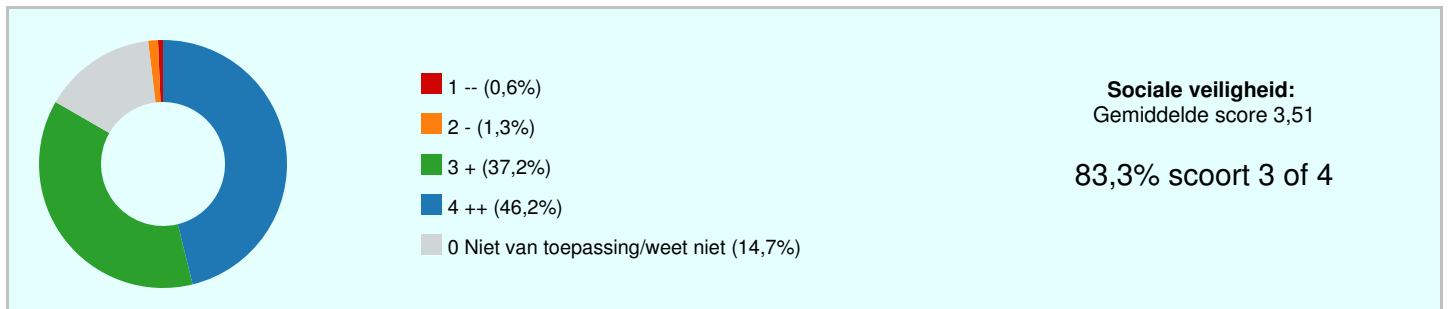 1 -- (0,6%)
2 - (1,3%)
3 + (37,2%)
4 ++ (46,2%)
0 Niet van toepassing/weet niet (14,7%)
Sociale veiligheid:
Gemiddelde score 3,51
83,3% scoort 3 of 4